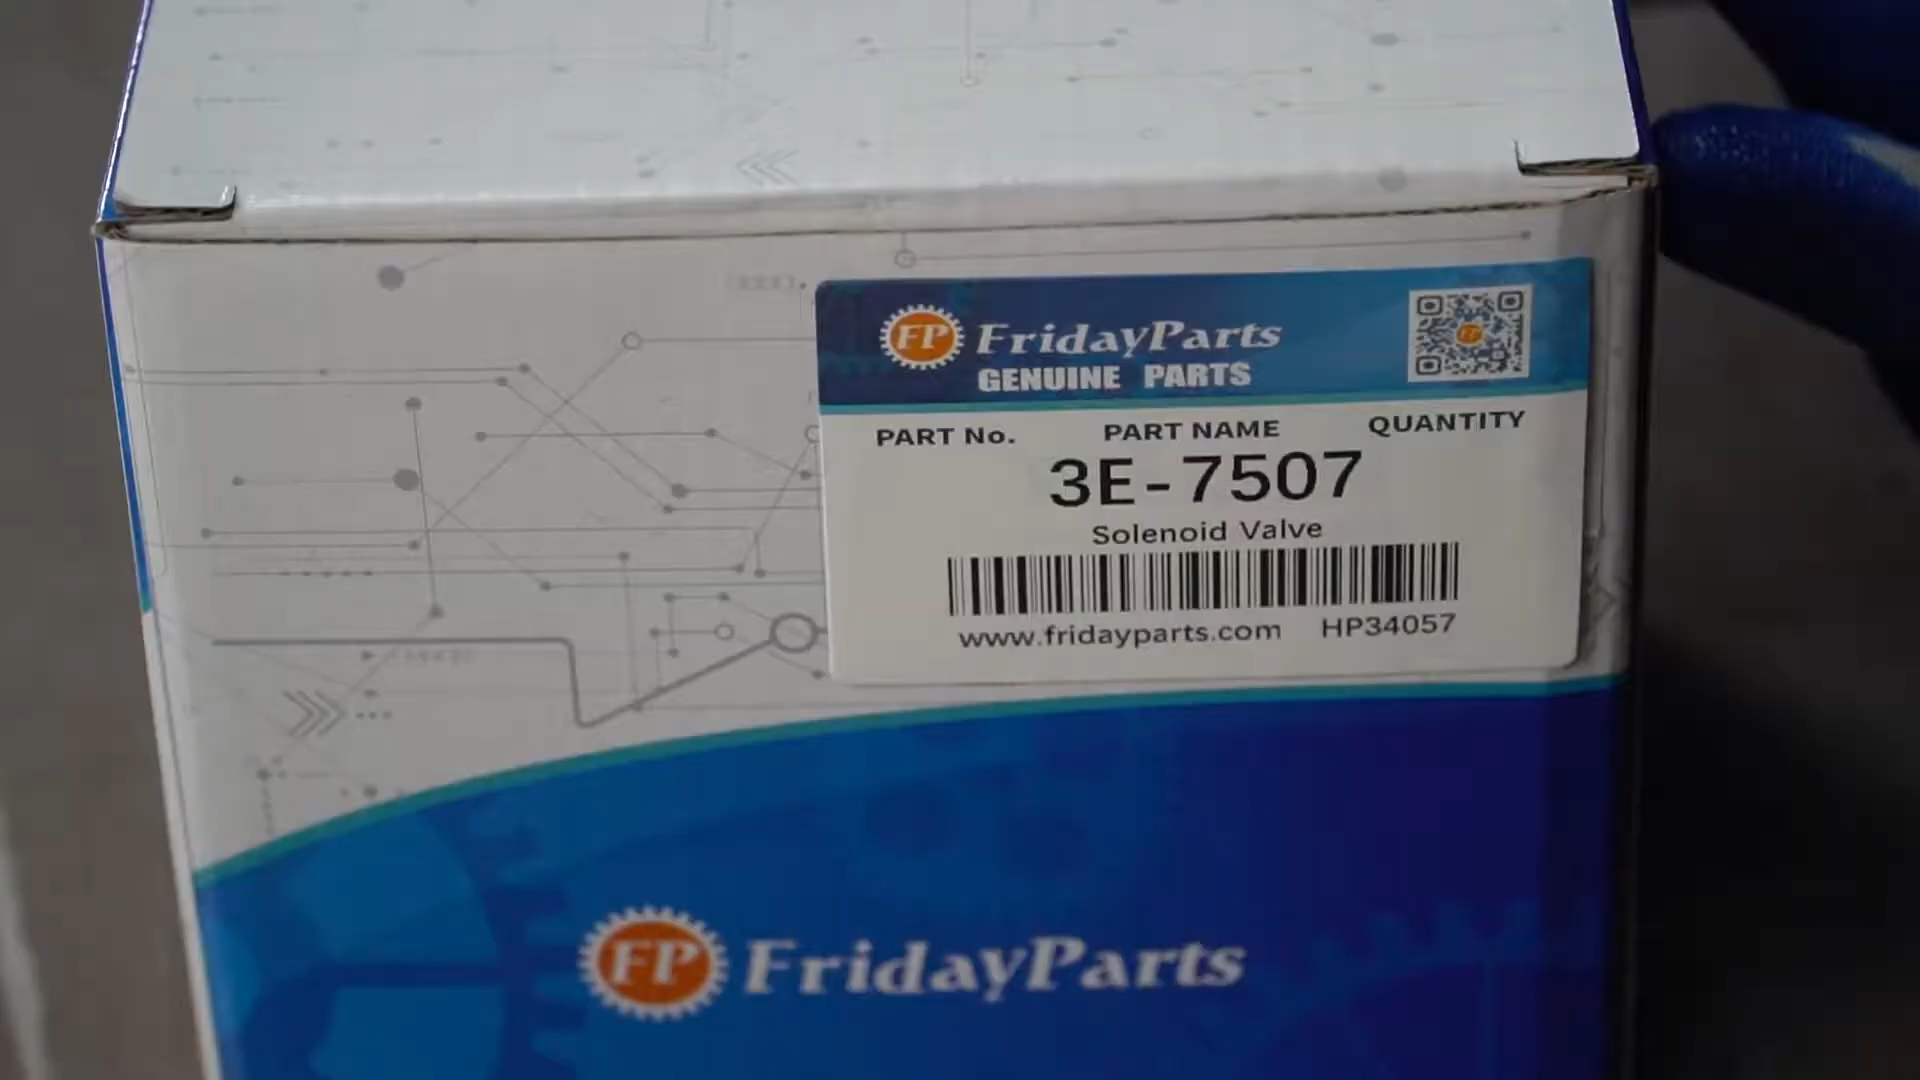 FP FridayParts
GENUINE PARTS
PART No. PART NAME QUANTITY
3E-7507
Solenoid Valve
www.fridayparts.com HP34057
FP FridayParts